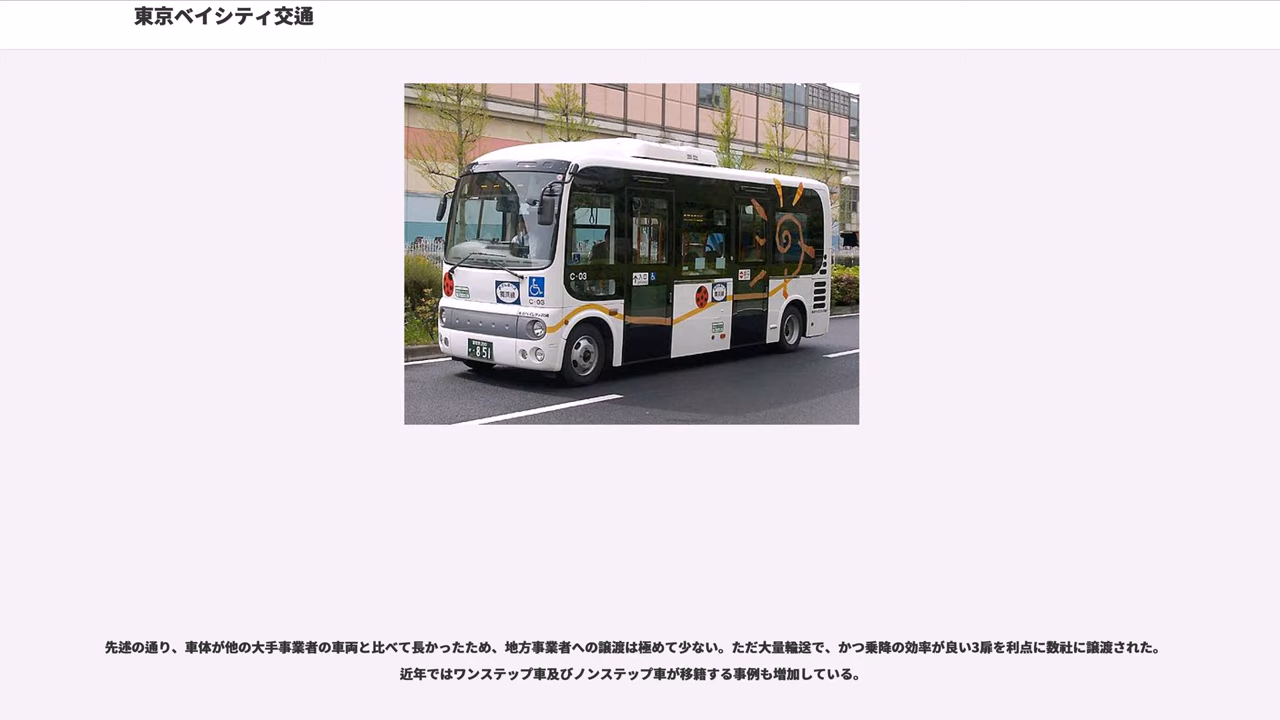 東京ベイシティ交通
C-03
C-03
851
先述の通り、車体が他の大手事業者の車両と比べて長かったため、地方事業者への譲渡は極めて少ない。ただ大量輸送で、かつ乗降の効率が良い3扉を利点に数社に譲渡された。
近年ではワンステップ車及びノンステップ車が移籍する事例も増加している。